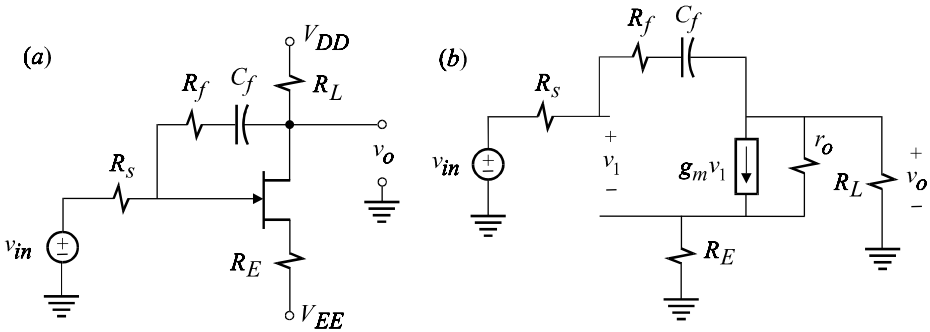 (a)
V_DD
R_L
R_f
C_f
v_o
R_s
v_in
+
−
R_E
V_EE
(b)
R_f
C_f
R_s
v_in
+
−
+
v_1
−
g_m v_1
r_o
R_L
+
v_o
−
R_E